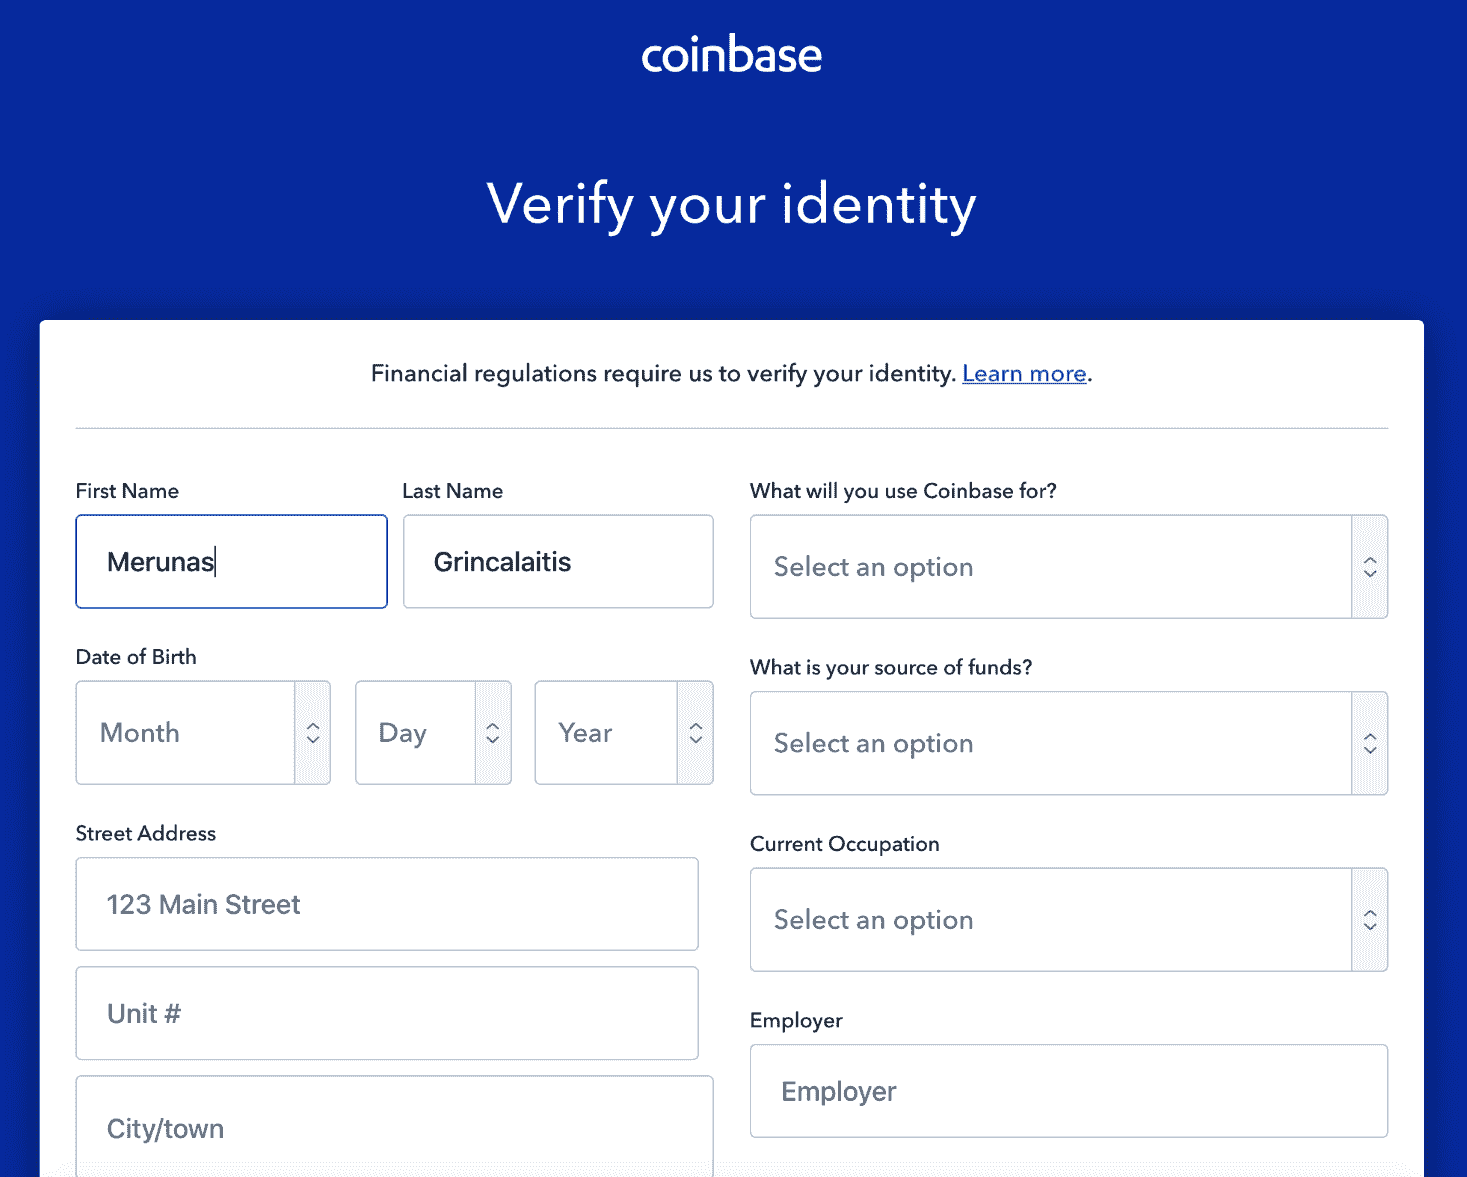 coinbase
Verify your identity
Financial regulations require us to verify your identity. Learn more.
First Name
Last Name
Merunas
Grincalaitis
Date of Birth
Month
Day
Year
Street Address
123 Main Street
Unit #
City/town
What will you use Coinbase for?
Select an option
What is your source of funds?
Select an option
Current Occupation
Select an option
Employer
Employer